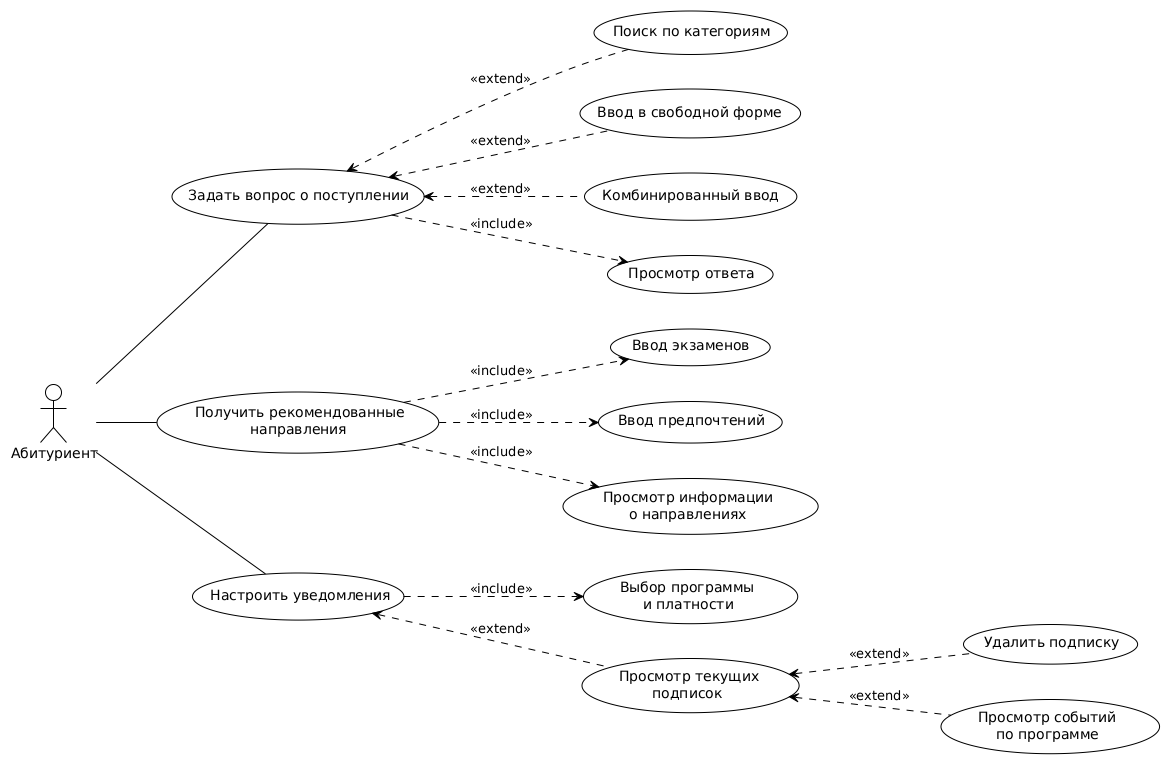 Поиск по категориям
«extend»
Ввод в свободной форме
«extend»
Задать вопрос о поступлении
«extend»
Комбинированный ввод
«include»
Просмотр ответа
Ввод экзаменов
«include»
Абитуриент
Получить рекомендованные
направления
«include»
Ввод предпочтений
«include»
Просмотр информации
о направлениях
Настроить уведомления
«include»
Выбор программы
и платности
«extend»
Просмотр текущих
подписок
«extend»
Удалить подписку
«extend»
Просмотр событий
по программе